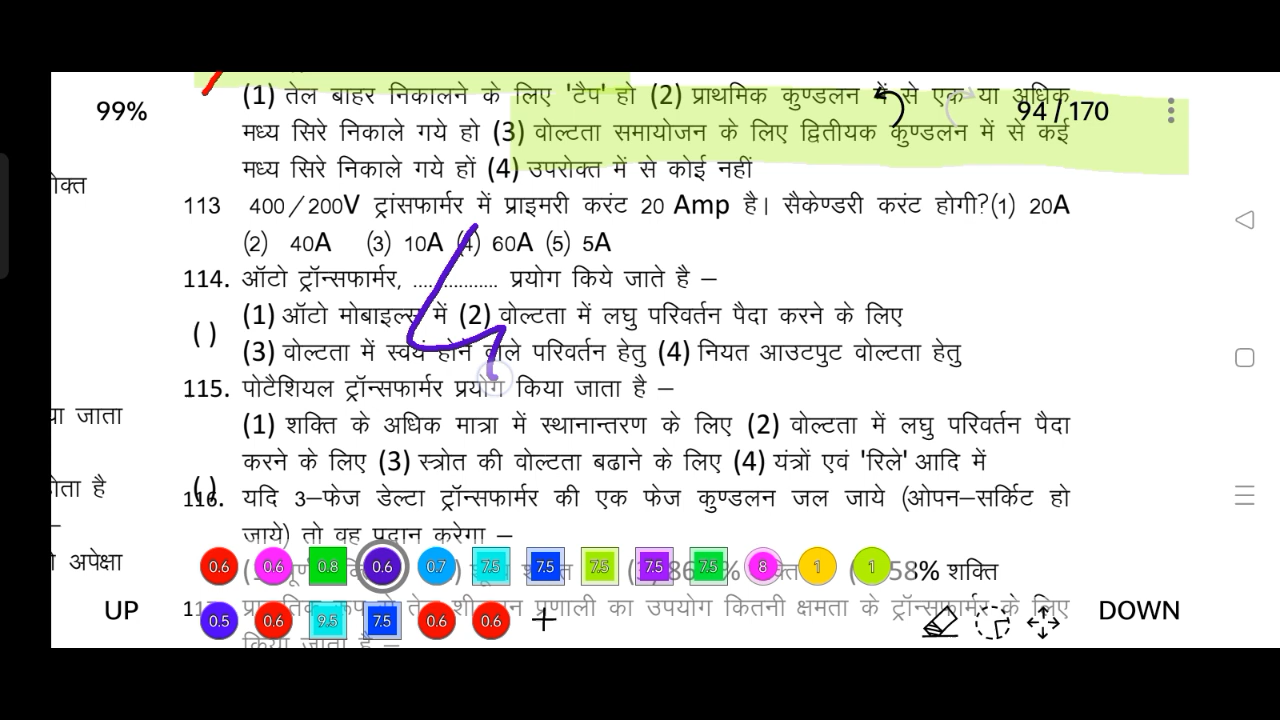 (1) तेल बाहर निकालने के लिए 'टैप' हो (2) प्राथमिक कुण्डलन में से एक या अधिक
99%
94/170
मध्य सिरे निकाले गये हो (3) वोल्टता समायोजन के लिए द्वितीयक कुण्डलन में से कई
मध्य सिरे निकाले गये हों (4) उपरोक्त में से कोई नहीं
113 400/200V ट्रांसफार्मर में प्राइमरी करंट 20 Amp है। सैकेण्डरी करंट होगी?(1) 20A
(2) 40A (3) 10A (4) 60A (5) 5A
114. ऑटो ट्रॉन्सफार्मर, ................ प्रयोग किये जाते है –
( ) (1) ऑटो मोबाइल्स में (2) वोल्टता में लघु परिवर्तन पैदा करने के लिए
(3) वोल्टता में स्वयं होने वाले परिवर्तन हेतु (4) नियत आउटपुट वोल्टता हेतु
115. पोटैशियल ट्रॉन्सफार्मर प्रयोग किया जाता है –
या जाता
(1) शक्ति के अधिक मात्रा में स्थानान्तरण के लिए (2) वोल्टता में लघु परिवर्तन पैदा
करने के लिए (3) स्त्रोत की वोल्टता बढाने के लिए (4) यंत्रों एवं 'रिले' आदि में
होता है
( )
116. यदि 3–फेज डेल्टा ट्रॉन्सफार्मर की एक फेज कुण्डलन जल जाये (ओपन–सर्किट हो
जाये) तो वह प्रदान करेगा –
अपेक्षा
58% शक्ति
0.6 0.6 0.8 0.6 0.7 7.5 7.5 7.5 7.5 7.5 8 1 1
UP
प्रणाली का उपयोग कितनी क्षमता के ट्रॉन्सफार्मर के लिए
DOWN
0.5 0.6 9.5 7.5 0.6 0.6 +
किया जाता है –